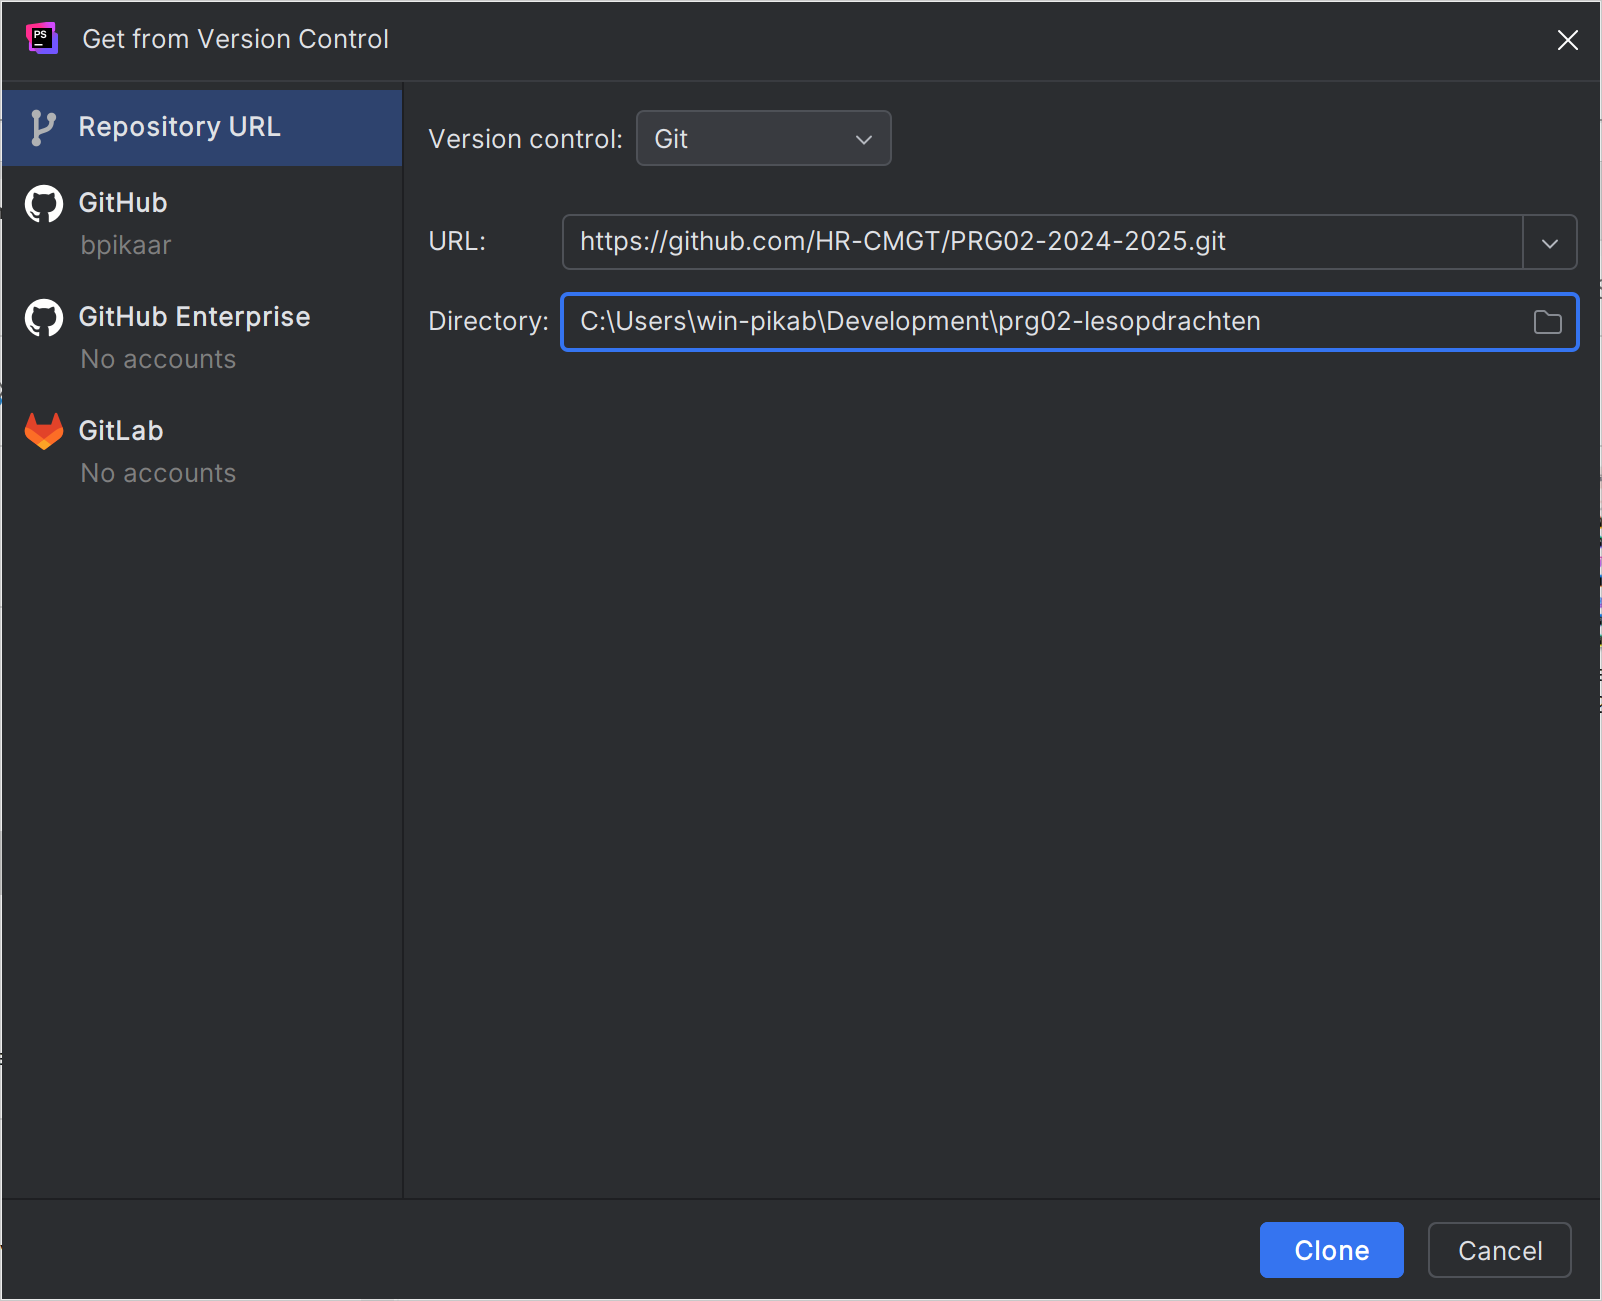 PS
Get from Version Control
Repository URL
GitHub
bpikaar
GitHub Enterprise
No accounts
GitLab
No accounts
Version control: Git
URL: https://github.com/HR-CMGT/PRG02-2024-2025.git
Directory: C:\Users\win-pikab\Development\prg02-lesopdrachten
Clone Cancel